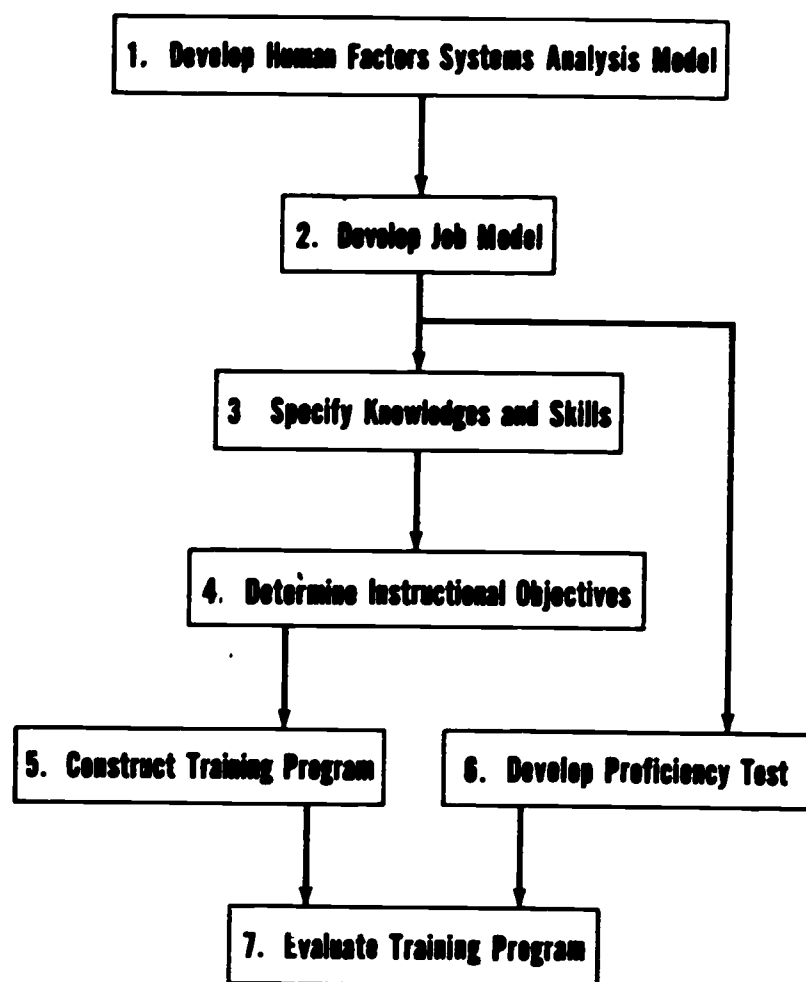 1. Develop Human Factors Systems Analysis Model
2. Develop Job Model
3 Specify Knowledges and Skills
4. Determine Instructional Objectives
5. Construct Training Program
6. Develop Proficiency Test
7. Evaluate Training Program